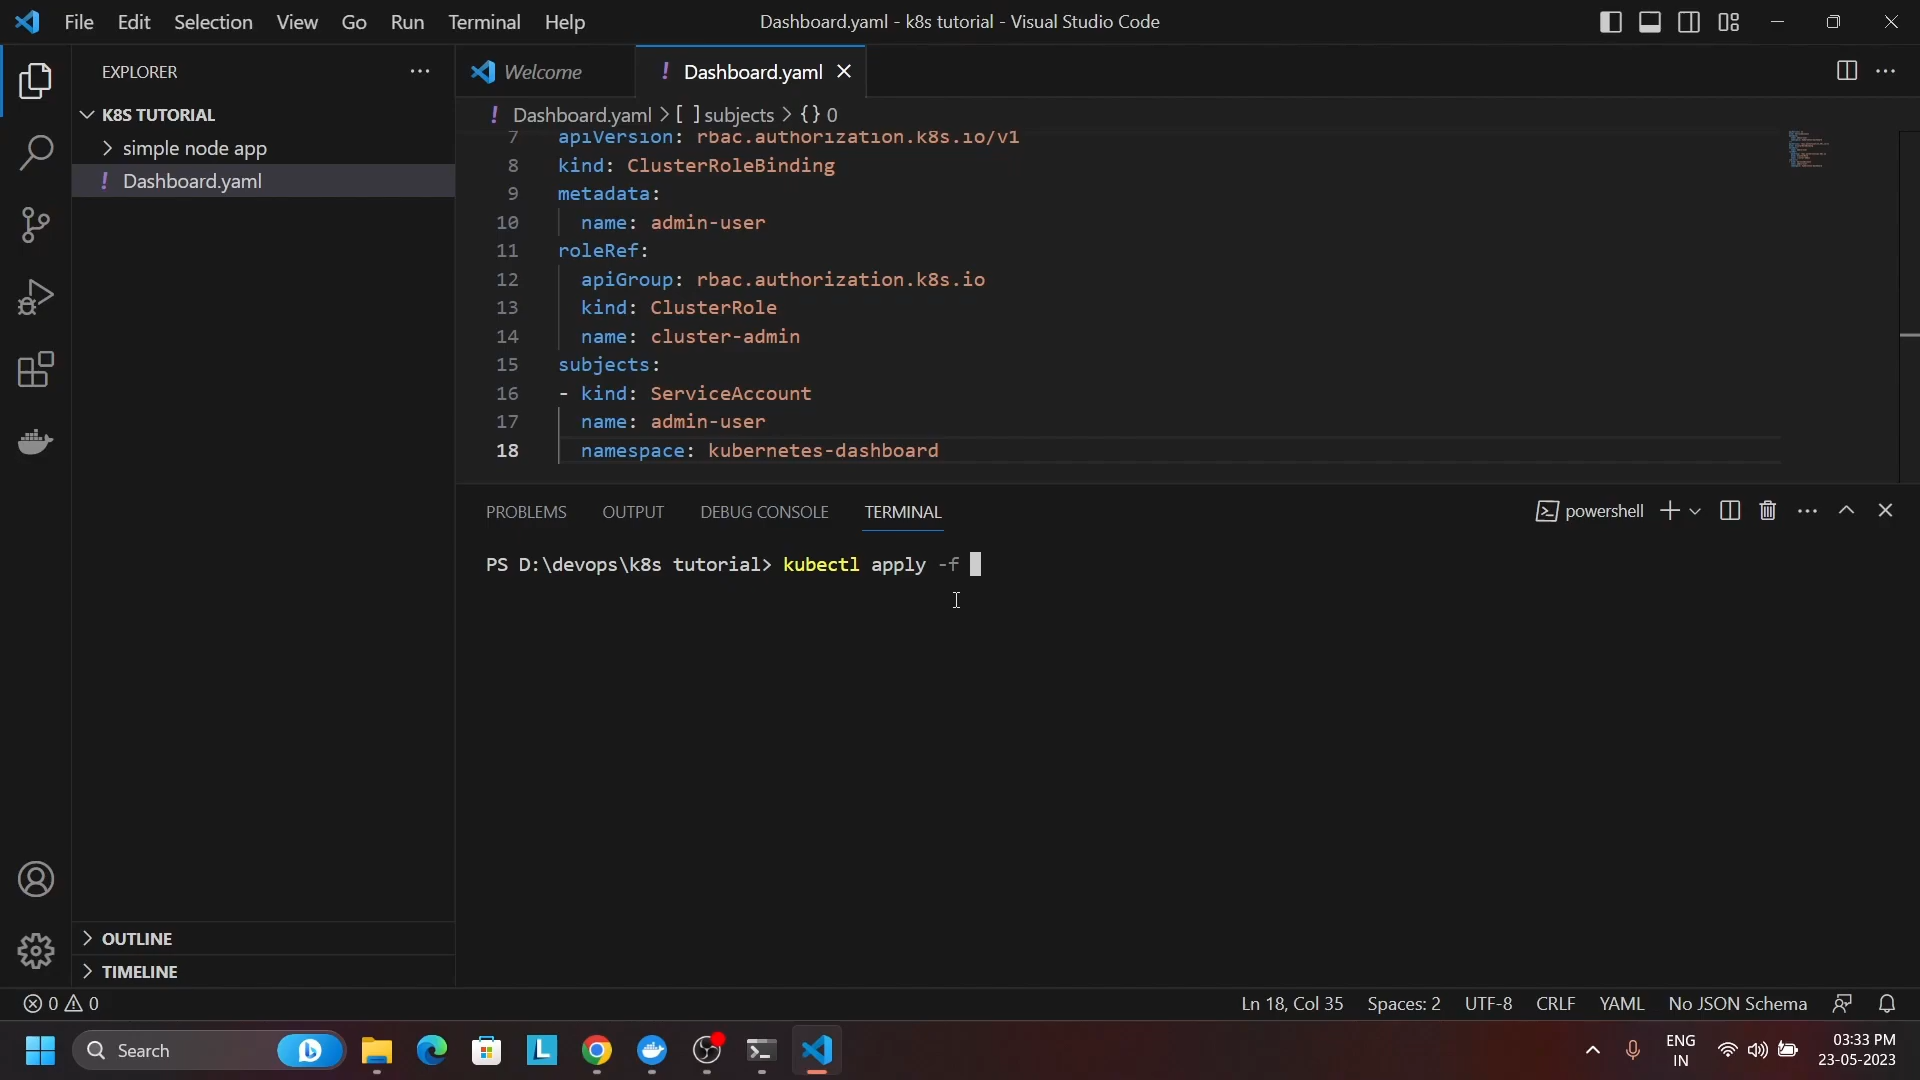 File Edit Selection View Go Run Terminal Help
Dashboard.yaml - k8s tutorial - Visual Studio Code
EXPLORER
K8S TUTORIAL
simple node app
! Dashboard.yaml
OUTLINE
TIMELINE
Welcome
! Dashboard.yaml
! Dashboard.yaml > [ ] subjects > {} 0
7 apiVersion: rbac.authorization.k8s.io/v1
8 kind: ClusterRoleBinding
9 metadata:
10 name: admin-user
11 roleRef:
12 apiGroup: rbac.authorization.k8s.io
13 kind: ClusterRole
14 name: cluster-admin
15 subjects:
16 - kind: ServiceAccount
17 name: admin-user
18 namespace: kubernetes-dashboard
PROBLEMS OUTPUT DEBUG CONSOLE TERMINAL
powershell
PS D:\devops\k8s tutorial> kubectl apply -f
0 0
Ln 18, Col 35 Spaces: 2 UTF-8 CRLF YAML No JSON Schema
Search
L
ENG
IN
03:33 PM
23-05-2023